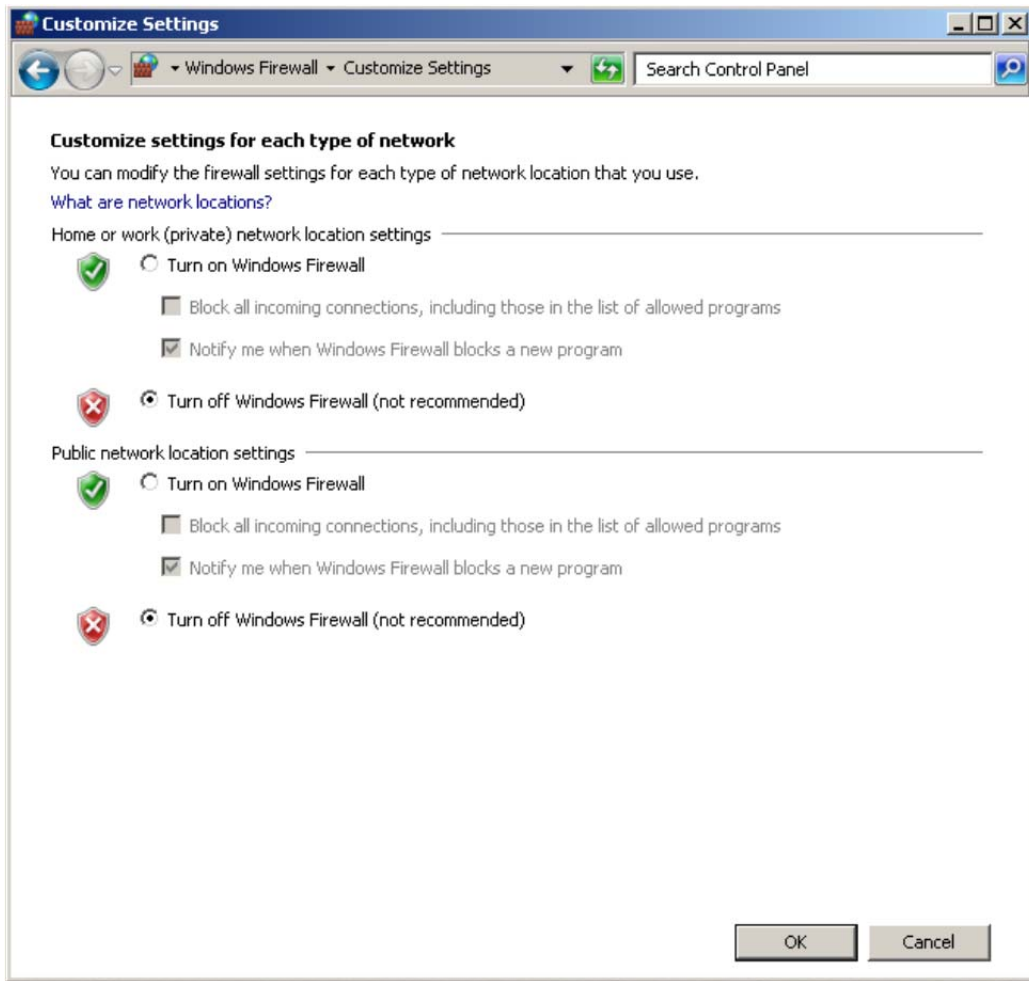 Customize Settings
Windows Firewall Customize Settings Search Control Panel
Customize settings for each type of network
You can modify the firewall settings for each type of network location that you use.
What are network locations?
Home or work (private) network location settings
Turn on Windows Firewall
Block all incoming connections, including those in the list of allowed programs
Notify me when Windows Firewall blocks a new program
Turn off Windows Firewall (not recommended)
Public network location settings
Turn on Windows Firewall
Block all incoming connections, including those in the list of allowed programs
Notify me when Windows Firewall blocks a new program
Turn off Windows Firewall (not recommended)
OK Cancel